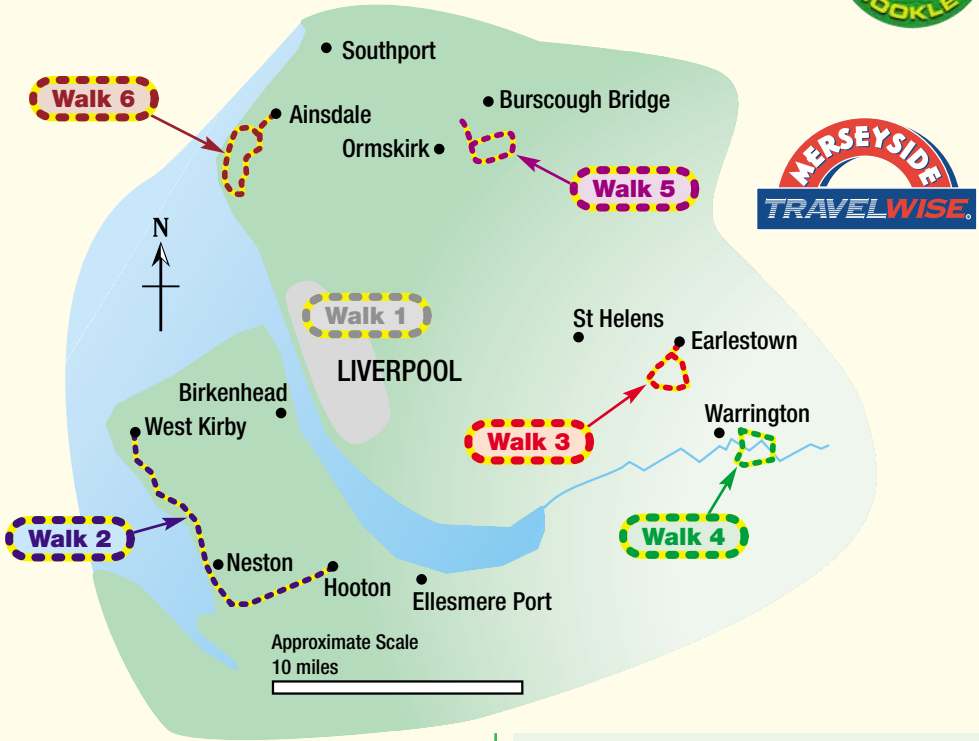 Southport
Walk 6
Ainsdale
Burscough Bridge
Ormskirk
Walk 5
MERSEYSIDE
TRAVELWISE.
N
Walk 1
LIVERPOOL
St Helens
Earlestown
Birkenhead
West Kirby
Warrington
Walk 3
Walk 2
Walk 4
Neston
Hooton
Ellesmere Port
Approximate Scale
10 miles